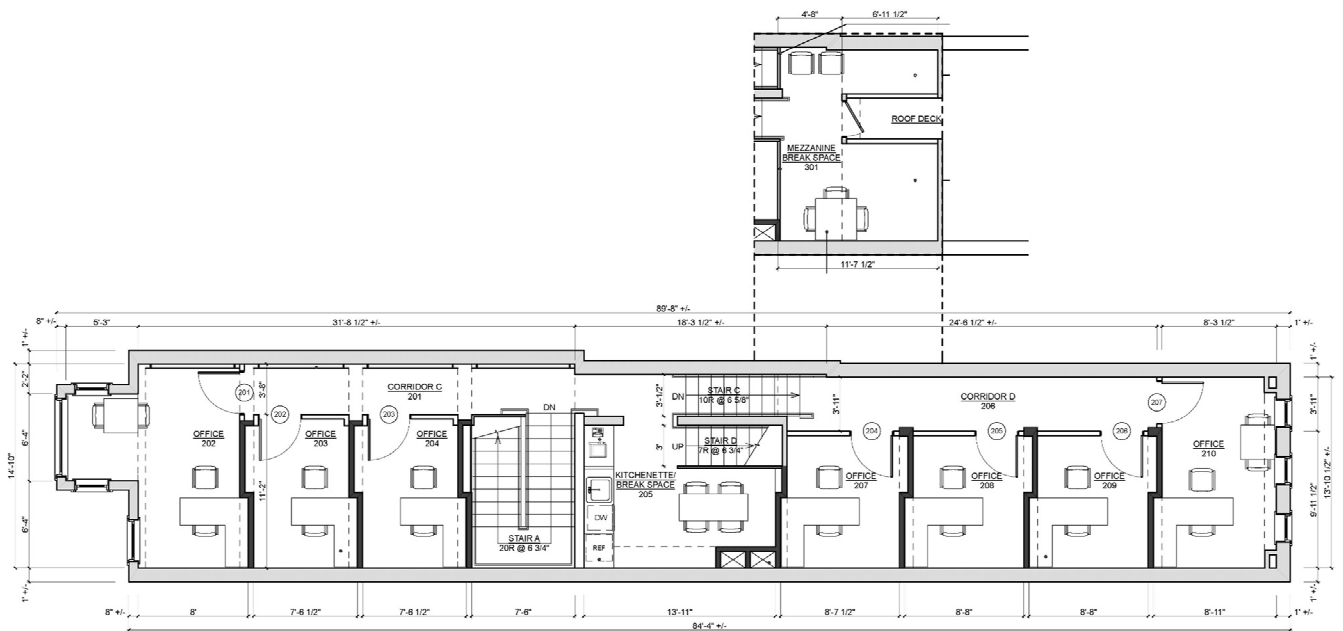 4'-8"
6'-11 1/2"
ROOF DECK
MEZZANINE
BREAK SPACE
301
11'-7 1/2"
89'-8" +/-
8" +/-
5'-3"
31'-8 1/2" +/-
18'-3 1/2" +/-
24'-6 1/2" +/-
8'-3 1/2"
1' +/-
1' +/-
2'-2"
6'-4"
14'-10"
6'-4"
1' +/-
201
3'-8"
CORRIDOR C
201
202
203
OFFICE
202
OFFICE
203
OFFICE
204
11'-2"
DN
STAIR A
20R @ 6 3/4"
3'-1/2"
DN
STAIR C
10R @ 6 5/8"
3'
UP
STAIR D
7R @ 6 3/4"
KITCHENETTE/
BREAK SPACE
205
DW
REF
3'-11"
CORRIDOR D
206
204
205
206
207
OFFICE
207
OFFICE
208
OFFICE
209
OFFICE
210
1' +/-
3'-11"
9'-11 1/2"
13'-10 1/2" +/-
1' +/-
8" +/-
8'
7'-6 1/2"
7'-6 1/2"
7'-6"
13'-11"
8'-7 1/2"
8'-8"
8'-8"
8'-11"
1' +/-
84'-4" +/-